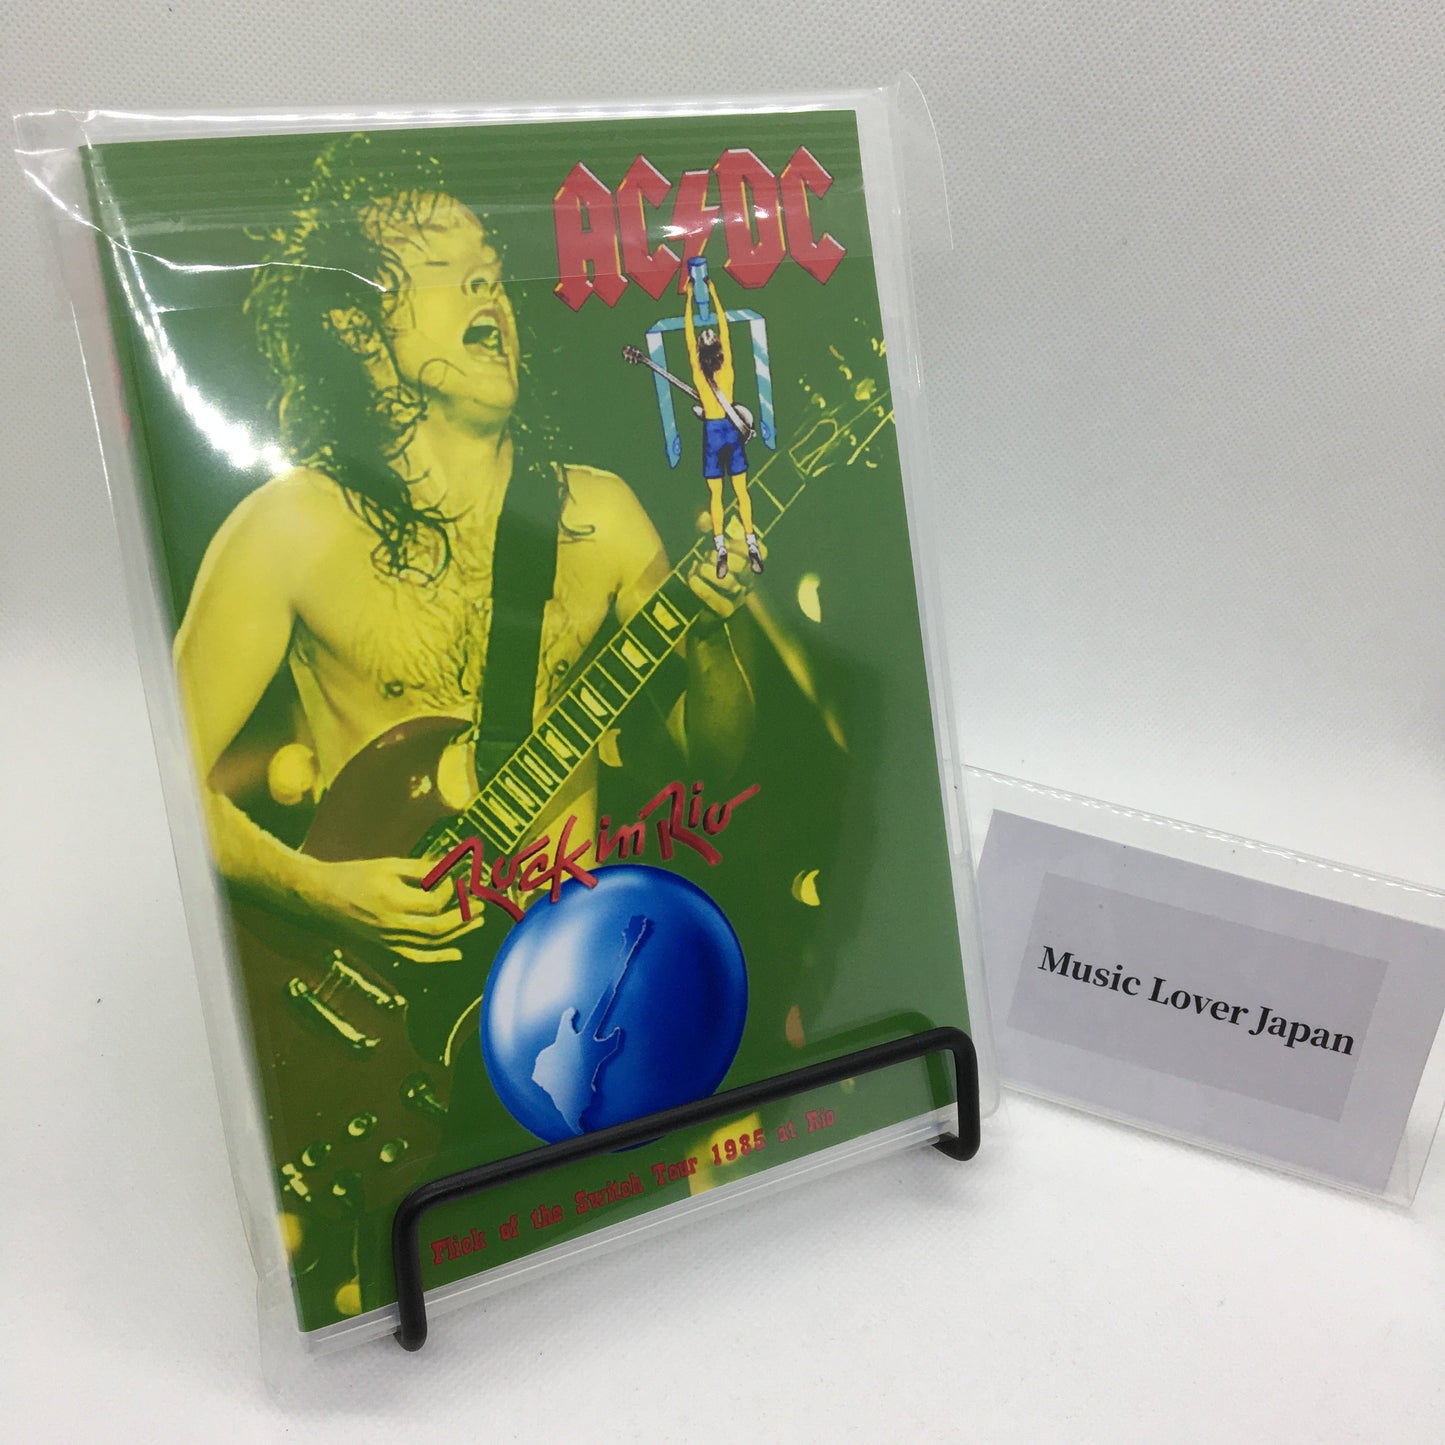 AC/DC
Rock in Rio
Flick of the Switch Tour 1985 at Rio
Music Lover Japan